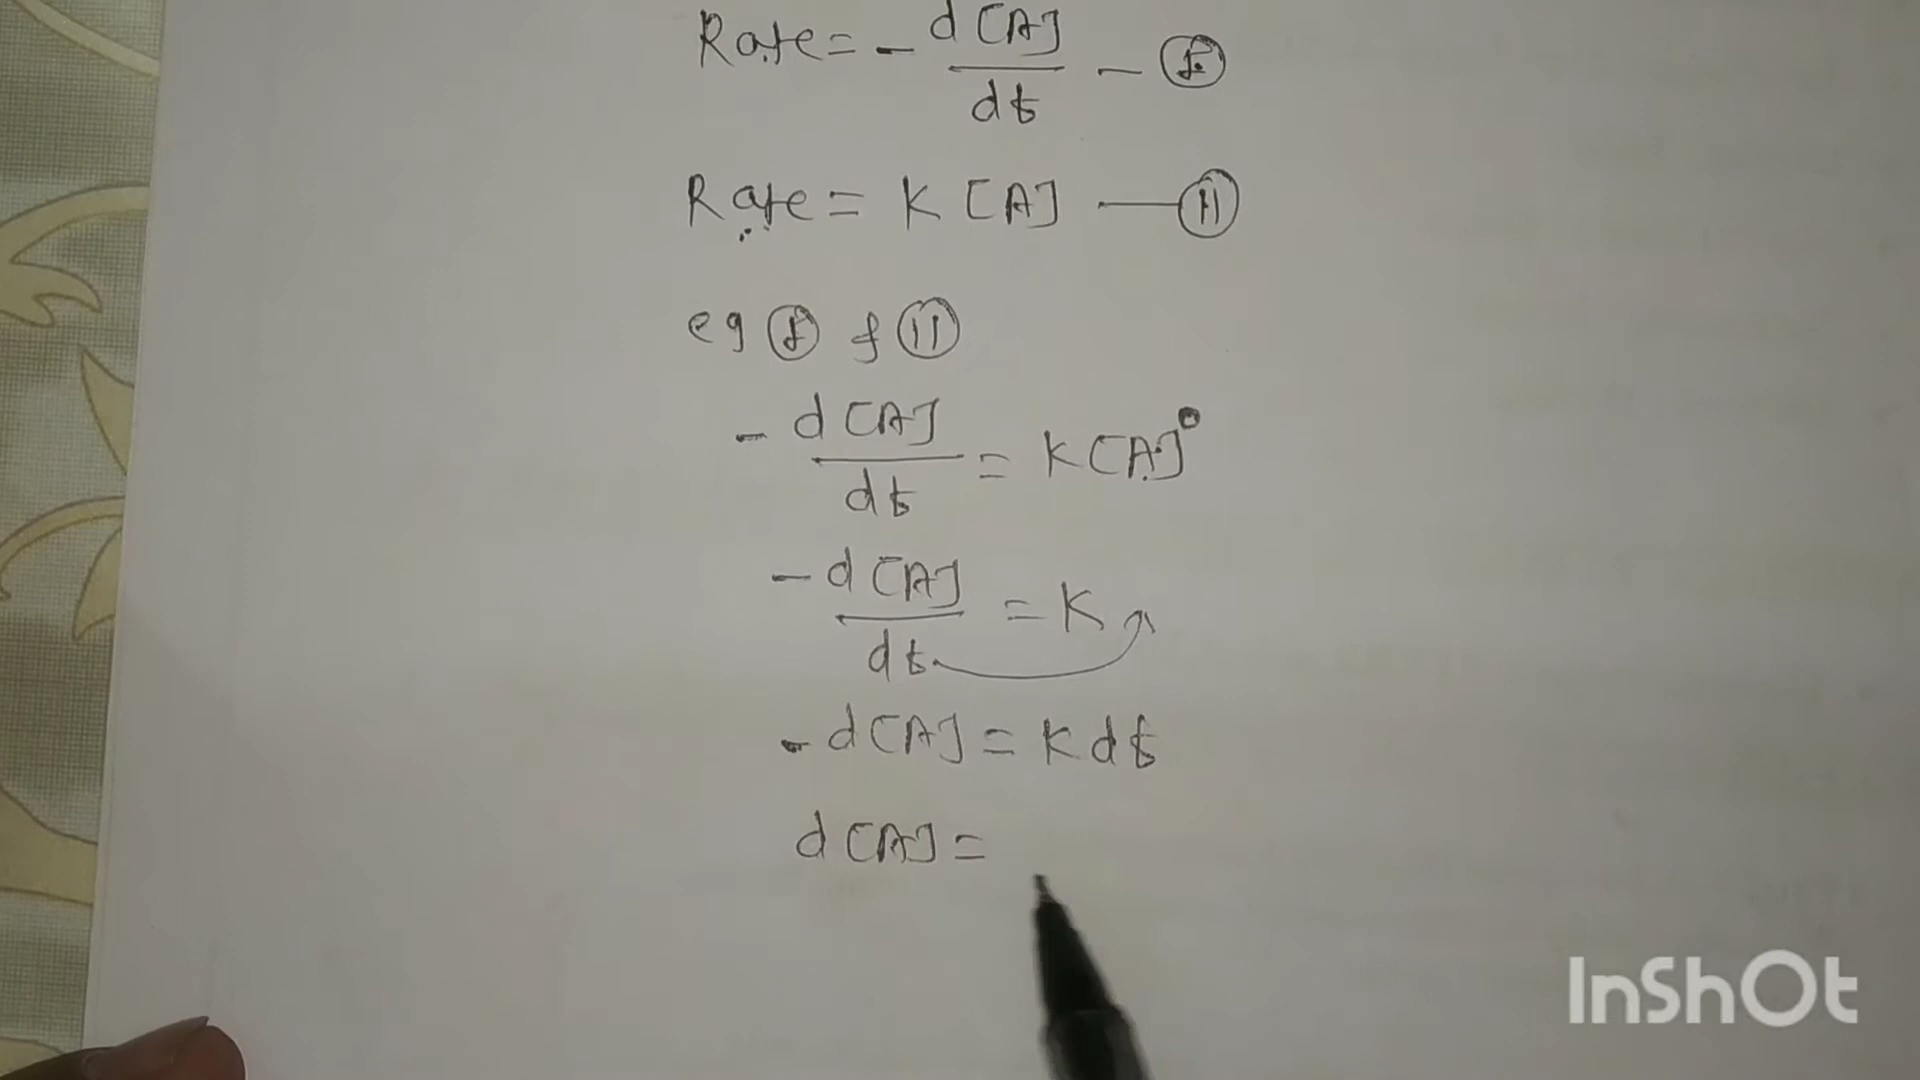 Rate = - d[A]/dt - I
Rate = K [A] — II
eq I & II
- d[A]/dt = K[A]°
- d[A]/dt = K
- d[A] = K dt
d[A] =
InShOt